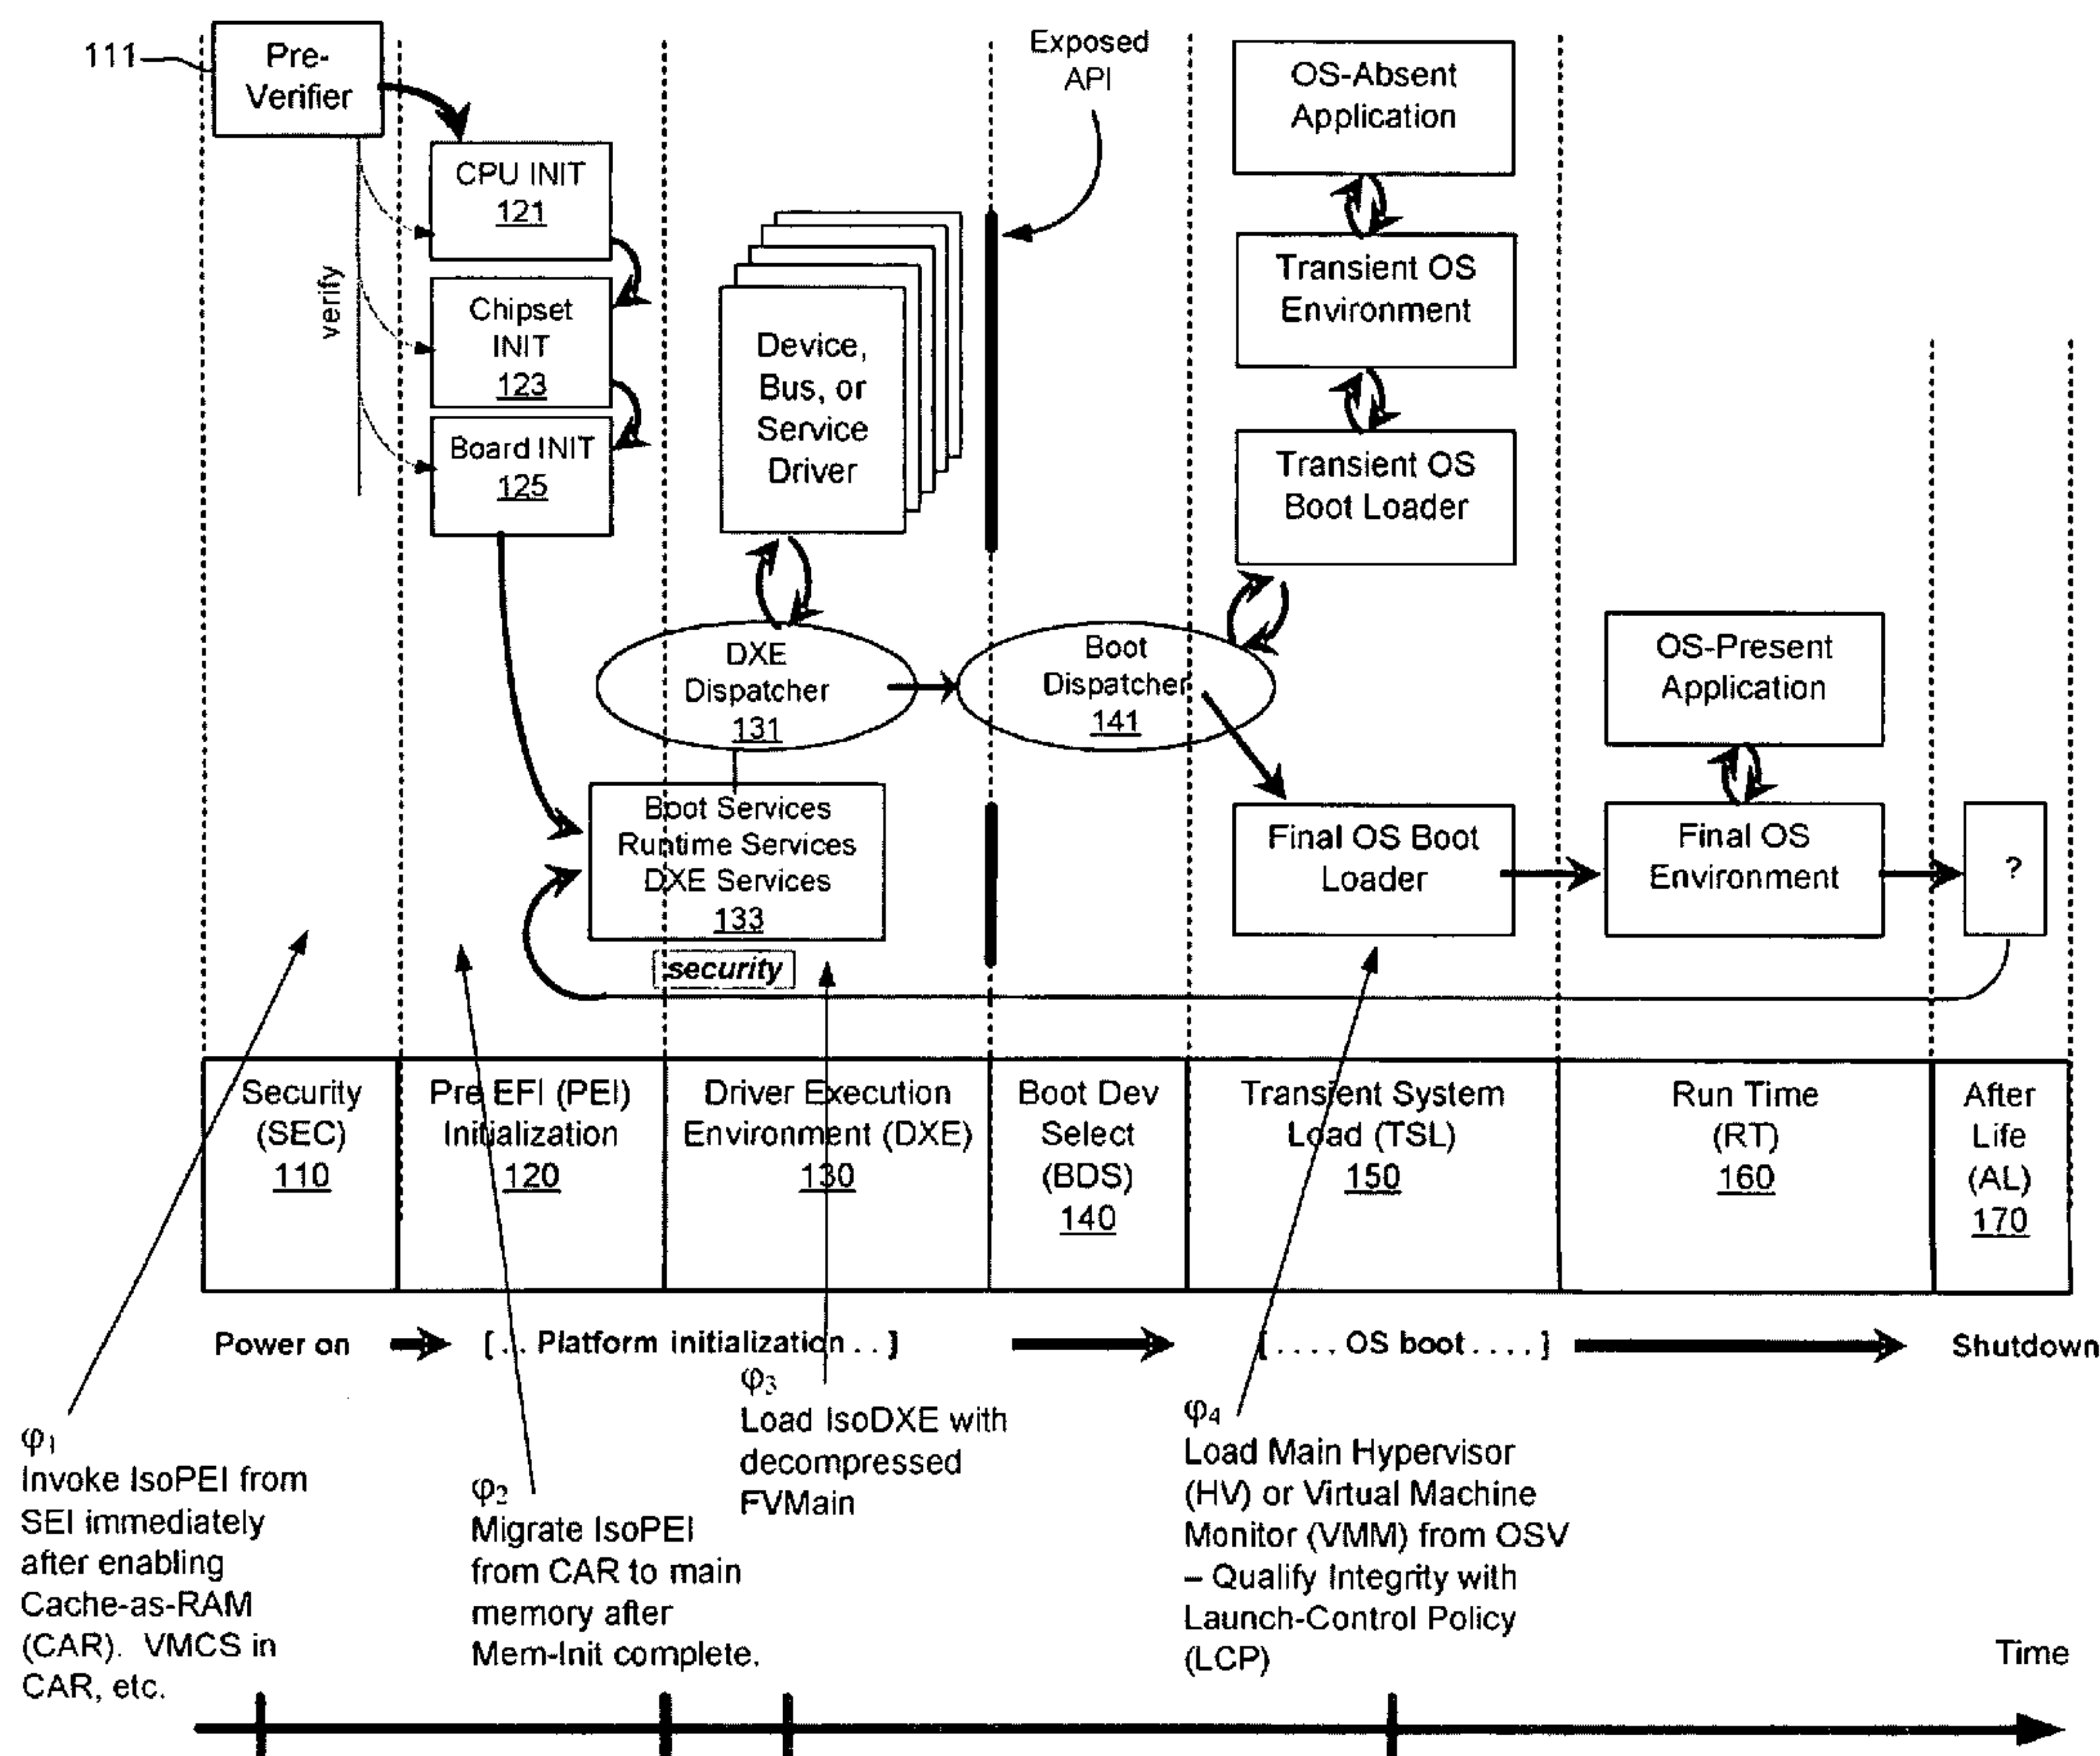 111
Pre-
Verifier
verify
CPU INIT
121
Chipset
INIT
123
Board INIT
125
Device,
Bus, or
Service
Driver
Exposed
API
OS-Absent
Application
Transient OS
Environment
Transient OS
Boot Loader
DXE
Dispatcher
131
Boot
Dispatcher
141
Boot Services
Runtime Services
DXE Services
133
security
Final OS Boot
Loader
OS-Present
Application
Final OS
Environment
?
Security
(SEC)
110
Pre EFI (PEI)
Initialization
120
Driver Execution
Environment (DXE)
130
Boot Dev
Select
(BDS)
140
Transient System
Load (TSL)
150
Run Time
(RT)
160
After
Life
(AL)
170
Power on
[.. Platform initialization..]
[....OS boot....]
Shutdown
φ1
Invoke IsoPEI from
SEI immediately
after enabling
Cache-as-RAM
(CAR). VMCS in
CAR, etc.
φ2
Migrate IsoPEI
from CAR to main
memory after
Mem-Init complete.
φ3
Load IsoDXE with
decompressed
FVMain
φ4
Load Main Hypervisor
(HV) or Virtual Machine
Monitor (VMM) from OSV
– Qualify Integrity with
Launch-Control Policy
(LCP)
Time